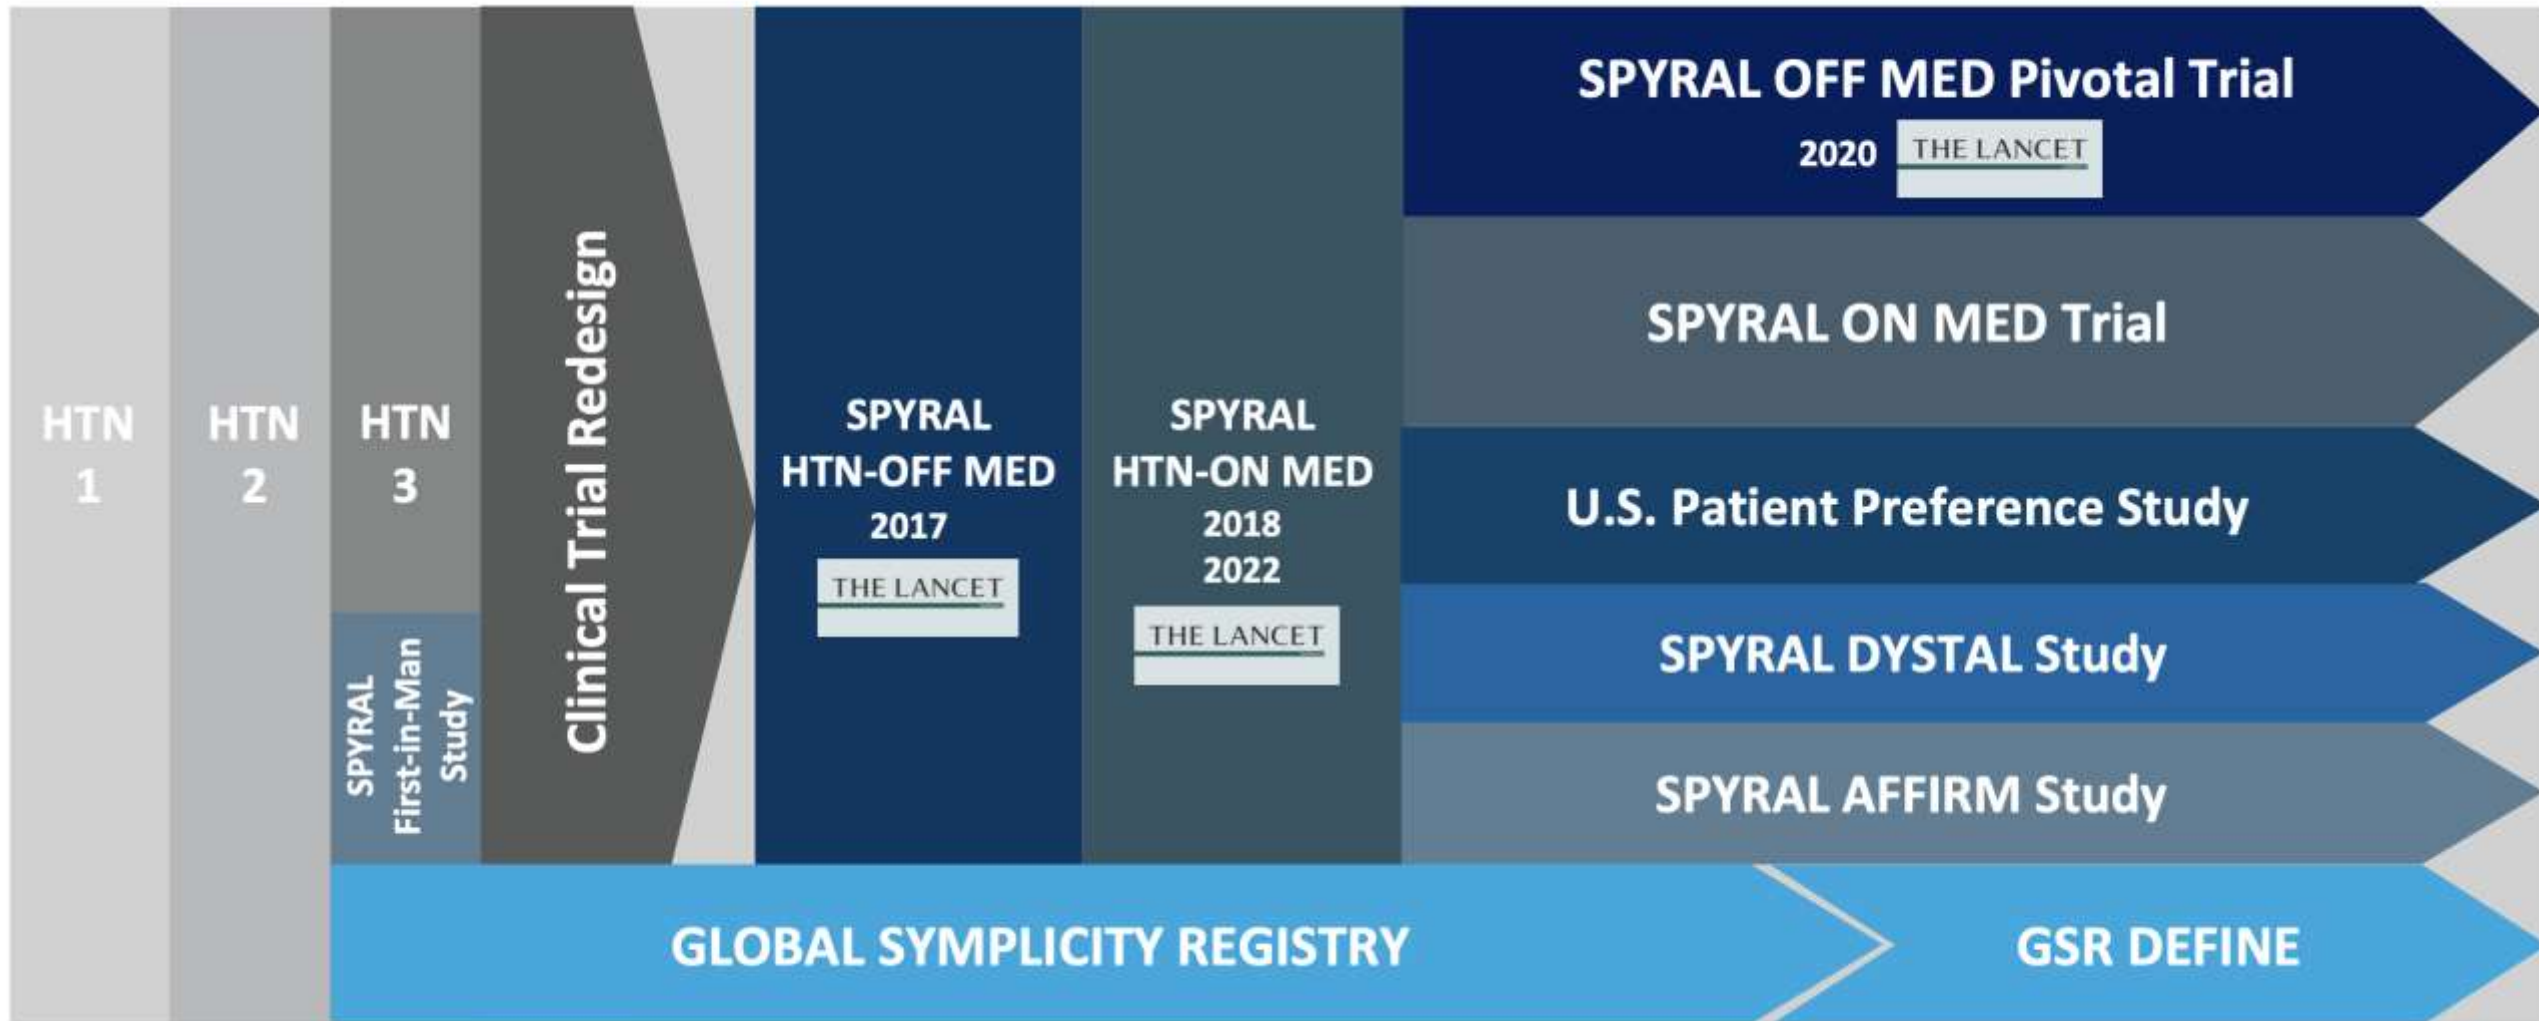 HTN
1
HTN
2
HTN
3
SPYRAL
First-in-Man
Study
Clinical Trial Redesign
SPYRAL
HTN-OFF MED
2017
THE LANCET
SPYRAL
HTN-ON MED
2018
2022
THE LANCET
SPYRAL OFF MED Pivotal Trial
2020 THE LANCET
SPYRAL ON MED Trial
U.S. Patient Preference Study
SPYRAL DYSTAL Study
SPYRAL AFFIRM Study
GLOBAL SYMPLICITY REGISTRY
GSR DEFINE